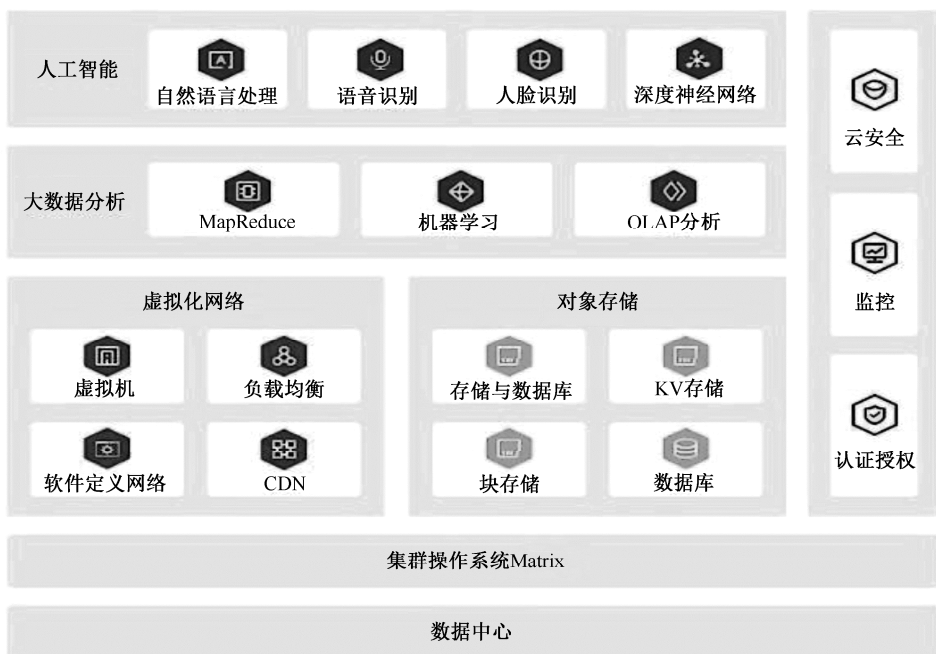 人工智能
自然语言处理
语音识别
人脸识别
深度神经网络
大数据分析
MapReduce
机器学习
OLAP分析
虚拟化网络
虚拟机
负载均衡
软件定义网络
CDN
对象存储
存储与数据库
KV存储
块存储
数据库
云安全
监控
认证授权
集群操作系统Matrix
数据中心